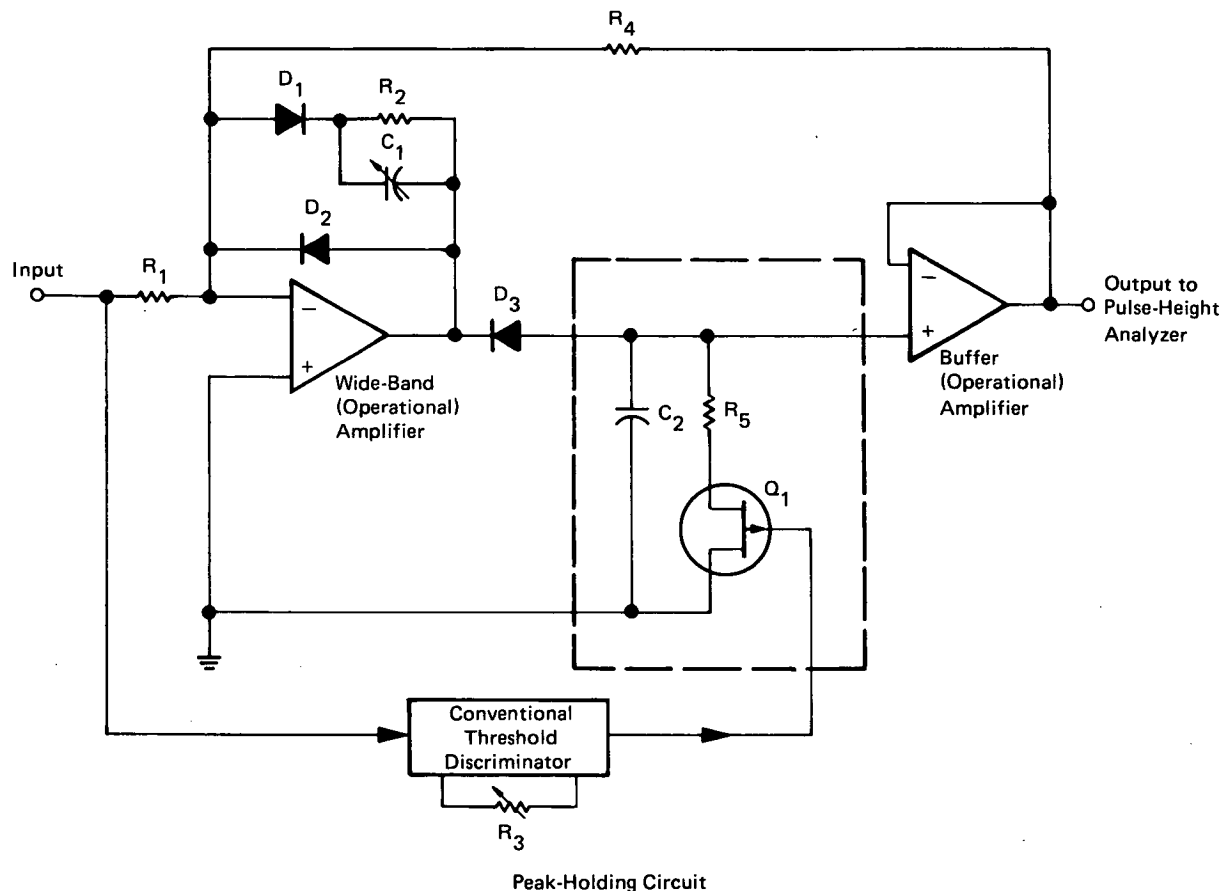 R4
D1
R2
C1
D2
Input
R1
−
+
Wide-Band
(Operational)
Amplifier
D3
C2
R5
Q1
−
+
Buffer
(Operational)
Amplifier
Output to
Pulse-Height
Analyzer
Conventional
Threshold
Discriminator
R3
Peak-Holding Circuit